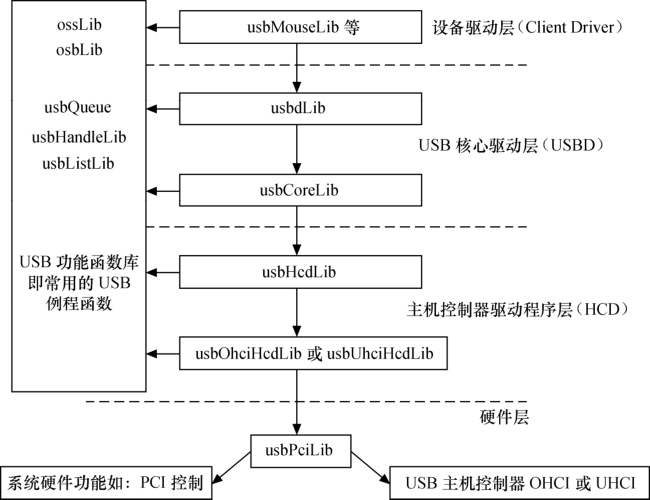 ossLib
osbLib
usbQueue
usbHandleLib
usbListLib
USB 功能函数库
即常用的 USB
例程函数
usbMouseLib 等
设备驱动层（Client Driver）
usbdLib
USB 核心驱动层（USBD）
usbCoreLib
usbHcdLib
主机控制器驱动程序层（HCD）
usbOhciHcdLib 或 usbUhciHcdLib
硬件层
usbPciLib
系统硬件功能如：PCI 控制
USB 主机控制器 OHCI 或 UHCI